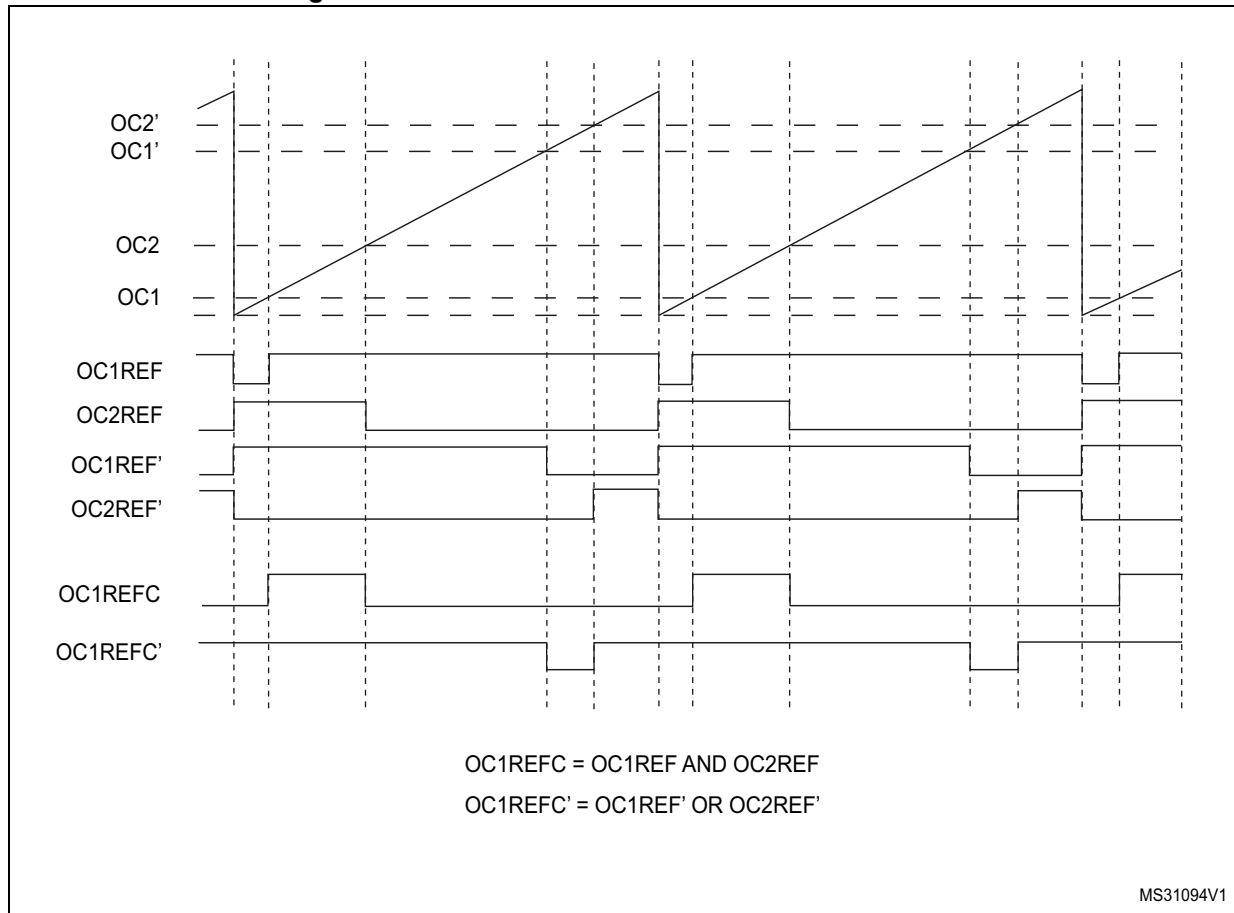 OC2’
OC1’
OC2
OC1
OC1REF
OC2REF
OC1REF’
OC2REF’
OC1REFC
OC1REFC’
OC1REFC = OC1REF AND OC2REF
OC1REFC’ = OC1REF’ OR OC2REF’
MS31094V1